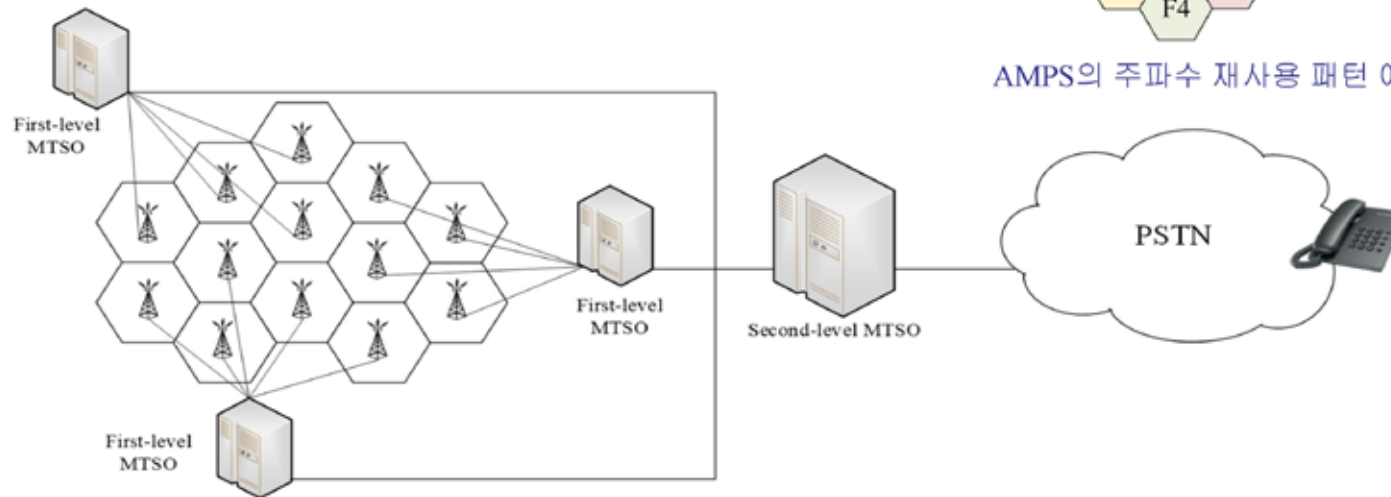 F4
AMPS의 주파수 재사용 패턴
First-level
MTSO
First-level
MTSO
Second-level MTSO
PSTN
First-level
MTSO